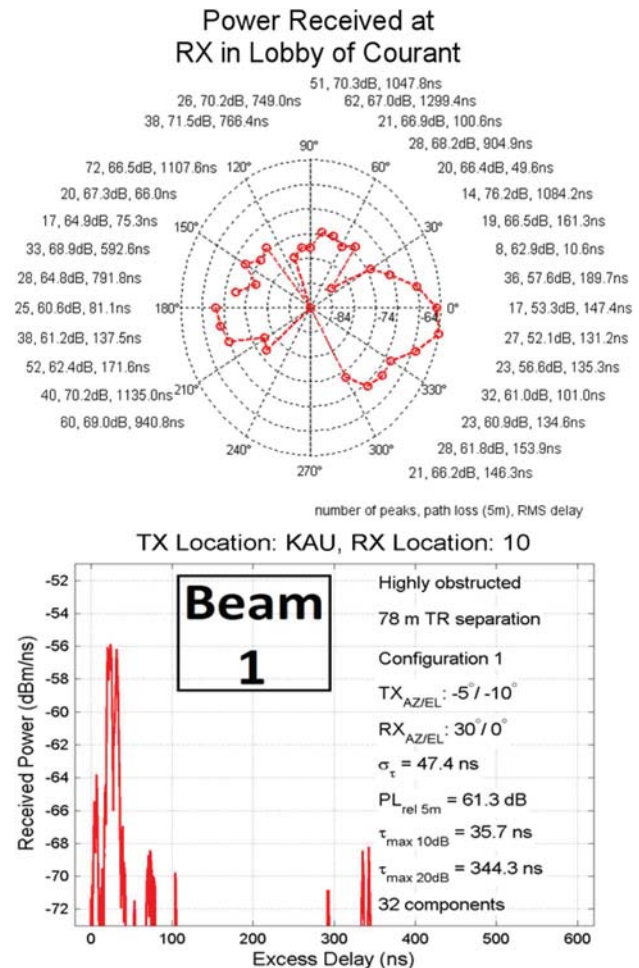 Power Received at
RX in Lobby of Courant
51, 70.3dB, 1047.8ns
26, 70.2dB, 749.0ns
62, 67.0dB, 1299.4ns
38, 71.5dB, 766.4ns
21, 66.9dB, 100.6ns
28, 68.2dB, 904.9ns
72, 66.5dB, 1107.6ns
20, 66.4dB, 49.6ns
20, 67.3dB, 66.0ns
14, 76.2dB, 1084.2ns
17, 64.9dB, 75.3ns
19, 66.5dB, 161.3ns
33, 68.9dB, 592.6ns
8, 62.9dB, 10.6ns
28, 64.8dB, 791.8ns
36, 57.6dB, 189.7ns
25, 60.6dB, 81.1ns
17, 53.3dB, 147.4ns
38, 61.2dB, 137.5ns
27, 52.1dB, 131.2ns
52, 62.4dB, 171.6ns
23, 56.6dB, 135.3ns
40, 70.2dB, 1135.0ns
32, 61.0dB, 101.0ns
60, 69.0dB, 940.8ns
23, 60.9dB, 134.6ns
28, 61.8dB, 153.9ns
21, 66.2dB, 146.3ns
90°
120°
60°
150°
30°
180°
-84
-74
-64
0°
210°
330°
240°
300°
270°
number of peaks, path loss (5m), RMS delay
TX Location: KAU, RX Location: 10
Received Power (dBm/ns)
-52
-54
-56
-58
-60
-62
-64
-66
-68
-70
-72
Beam
1
Highly obstructed
78 m TR separation
Configuration 1
TX AZ/EL: -5°/ -10°
RX AZ/EL: 30°/ 0°
σ τ = 47.4 ns
PL rel 5m = 61.3 dB
τ max 10dB = 35.7 ns
τ max 20dB = 344.3 ns
32 components
0 100 200 300 400 500 600
Excess Delay (ns)